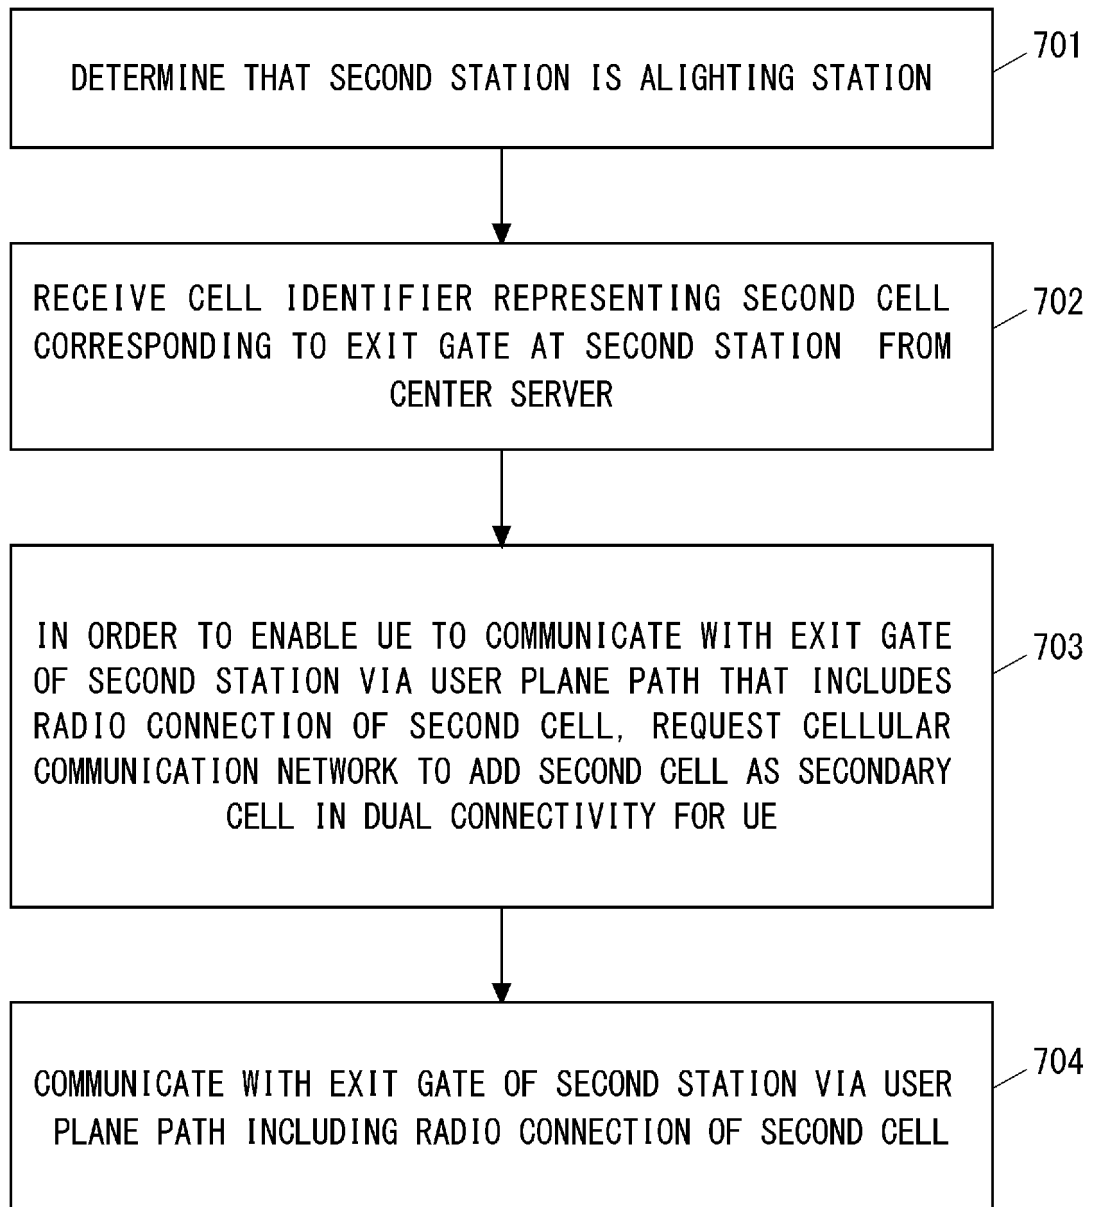 DETERMINE THAT SECOND STATION IS ALIGHTING STATION
701
RECEIVE CELL IDENTIFIER REPRESENTING SECOND CELL
CORRESPONDING TO EXIT GATE AT SECOND STATION FROM
CENTER SERVER
702
IN ORDER TO ENABLE UE TO COMMUNICATE WITH EXIT GATE
OF SECOND STATION VIA USER PLANE PATH THAT INCLUDES
RADIO CONNECTION OF SECOND CELL, REQUEST CELLULAR
COMMUNICATION NETWORK TO ADD SECOND CELL AS SECONDARY
CELL IN DUAL CONNECTIVITY FOR UE
703
COMMUNICATE WITH EXIT GATE OF SECOND STATION VIA USER
PLANE PATH INCLUDING RADIO CONNECTION OF SECOND CELL
704